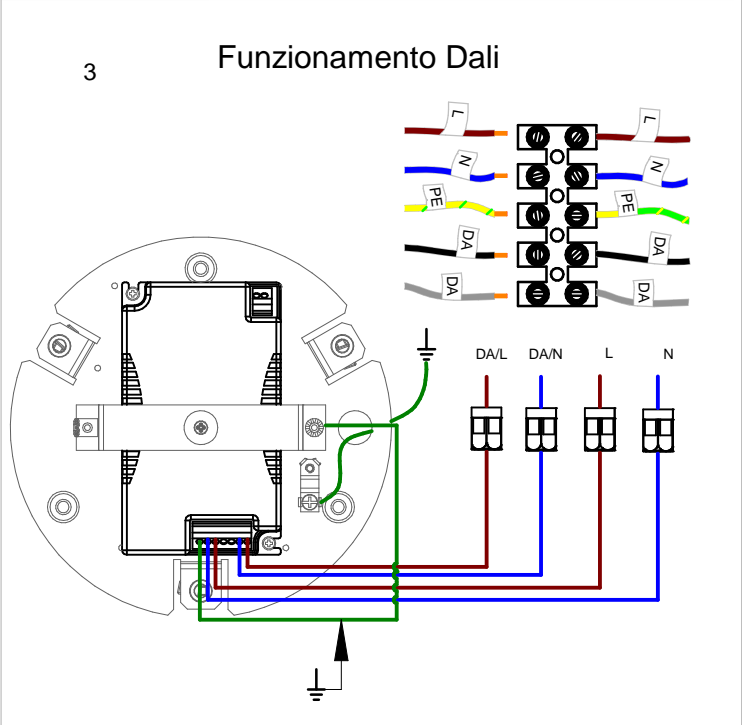 Funzionamento Dali
3
L L
N N
PE PE
DA DA
DA DA
DA/L DA/N L N